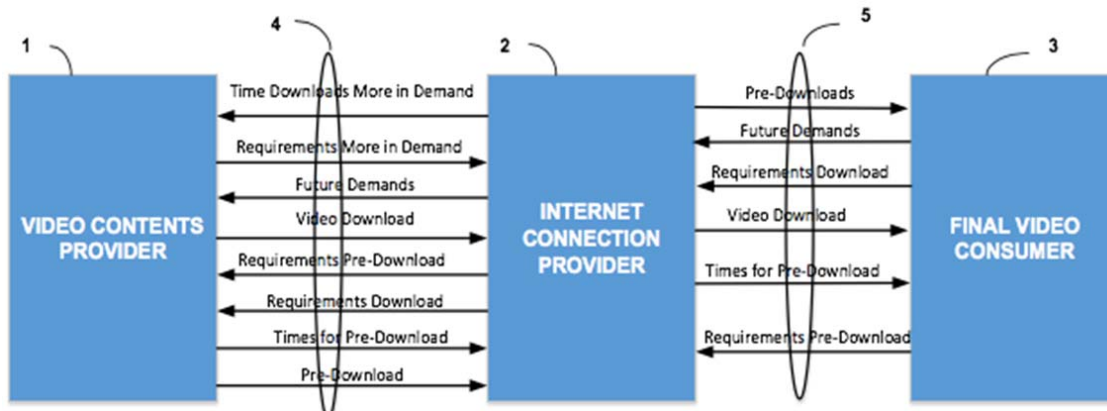 4
5
1
2
3
Time Downloads More in Demand
Requirements More in Demand
Future Demands
Video Download
Requirements Pre-Download
Requirements Download
Times for Pre-Download
Pre-Download
VIDEO CONTENTS
PROVIDER
INTERNET
CONNECTION
PROVIDER
Pre-Downloads
Future Demands
Requirements Download
Video Download
Times for Pre-Download
Requirements Pre-Download
FINAL VIDEO
CONSUMER